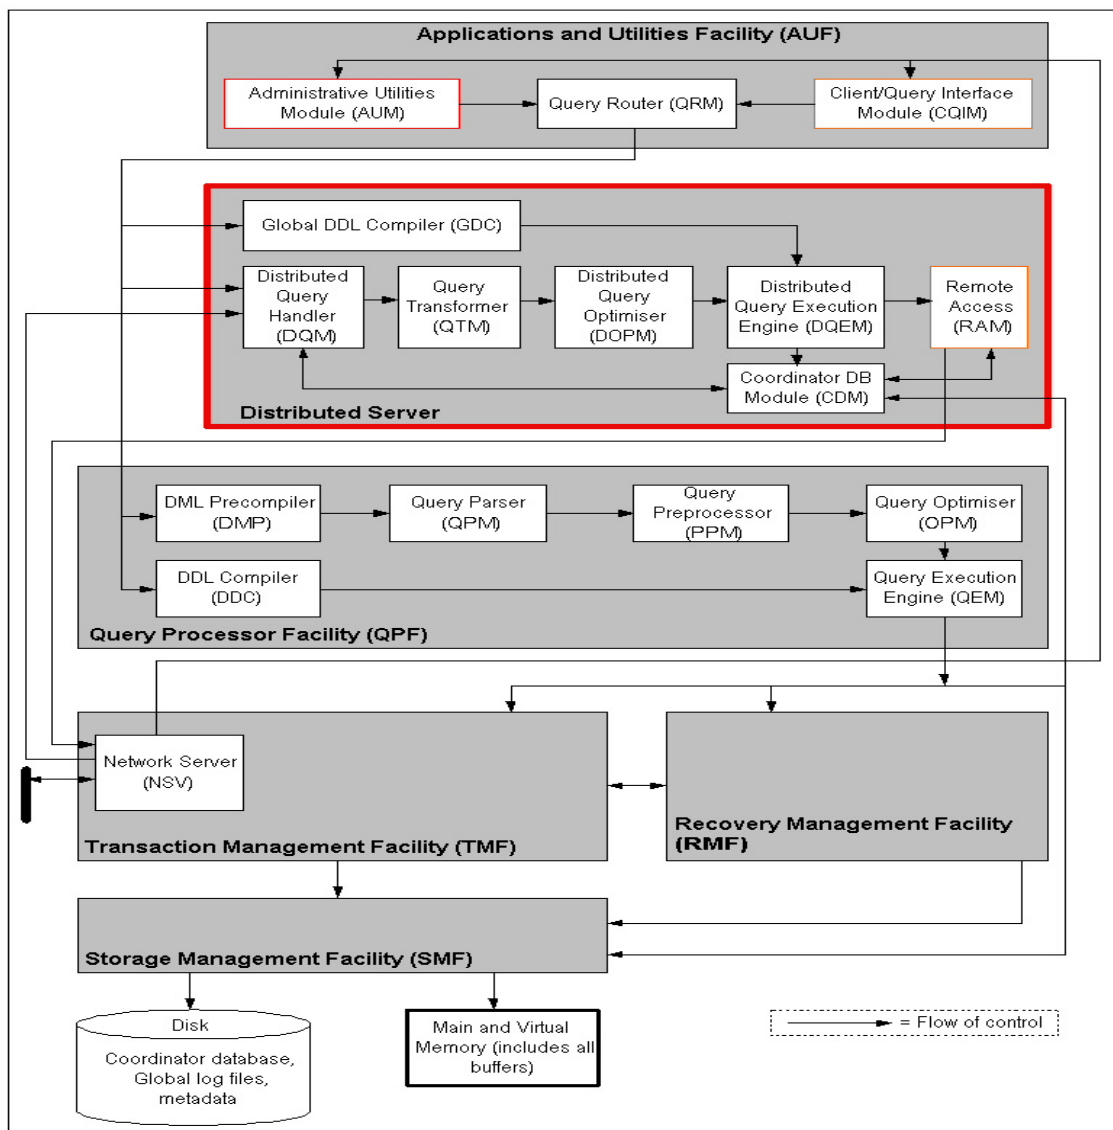 Applications and Utilities Facility (AUF)
Administrative Utilities
Module (AUM)
Query Router (QRM)
Client/Query Interface
Module (CQIM)
Global DDL Compiler (GDC)
Distributed
Query
Handler
(DQM)
Query
Transformer
(QTM)
Distributed
Query
Optimiser
(DOPM)
Distributed
Query Execution
Engine (DQEM)
Remote
Access
(RAM)
Coordinator DB
Module (CDM)
Distributed Server
DML Precompiler
(DMP)
Query Parser
(QPM)
Query
Preprocessor
(PPM)
Query Optimiser
(OPM)
DDL Compiler
(DDC)
Query Execution
Engine (QEM)
Query Processor Facility (QPF)
Network Server
(NSV)
Transaction Management Facility (TMF)
Recovery Management Facility
(RMF)
Storage Management Facility (SMF)
Disk
Coordinator database,
Global log files,
metadata
Main and Virtual
Memory (includes all
buffers)
= Flow of control